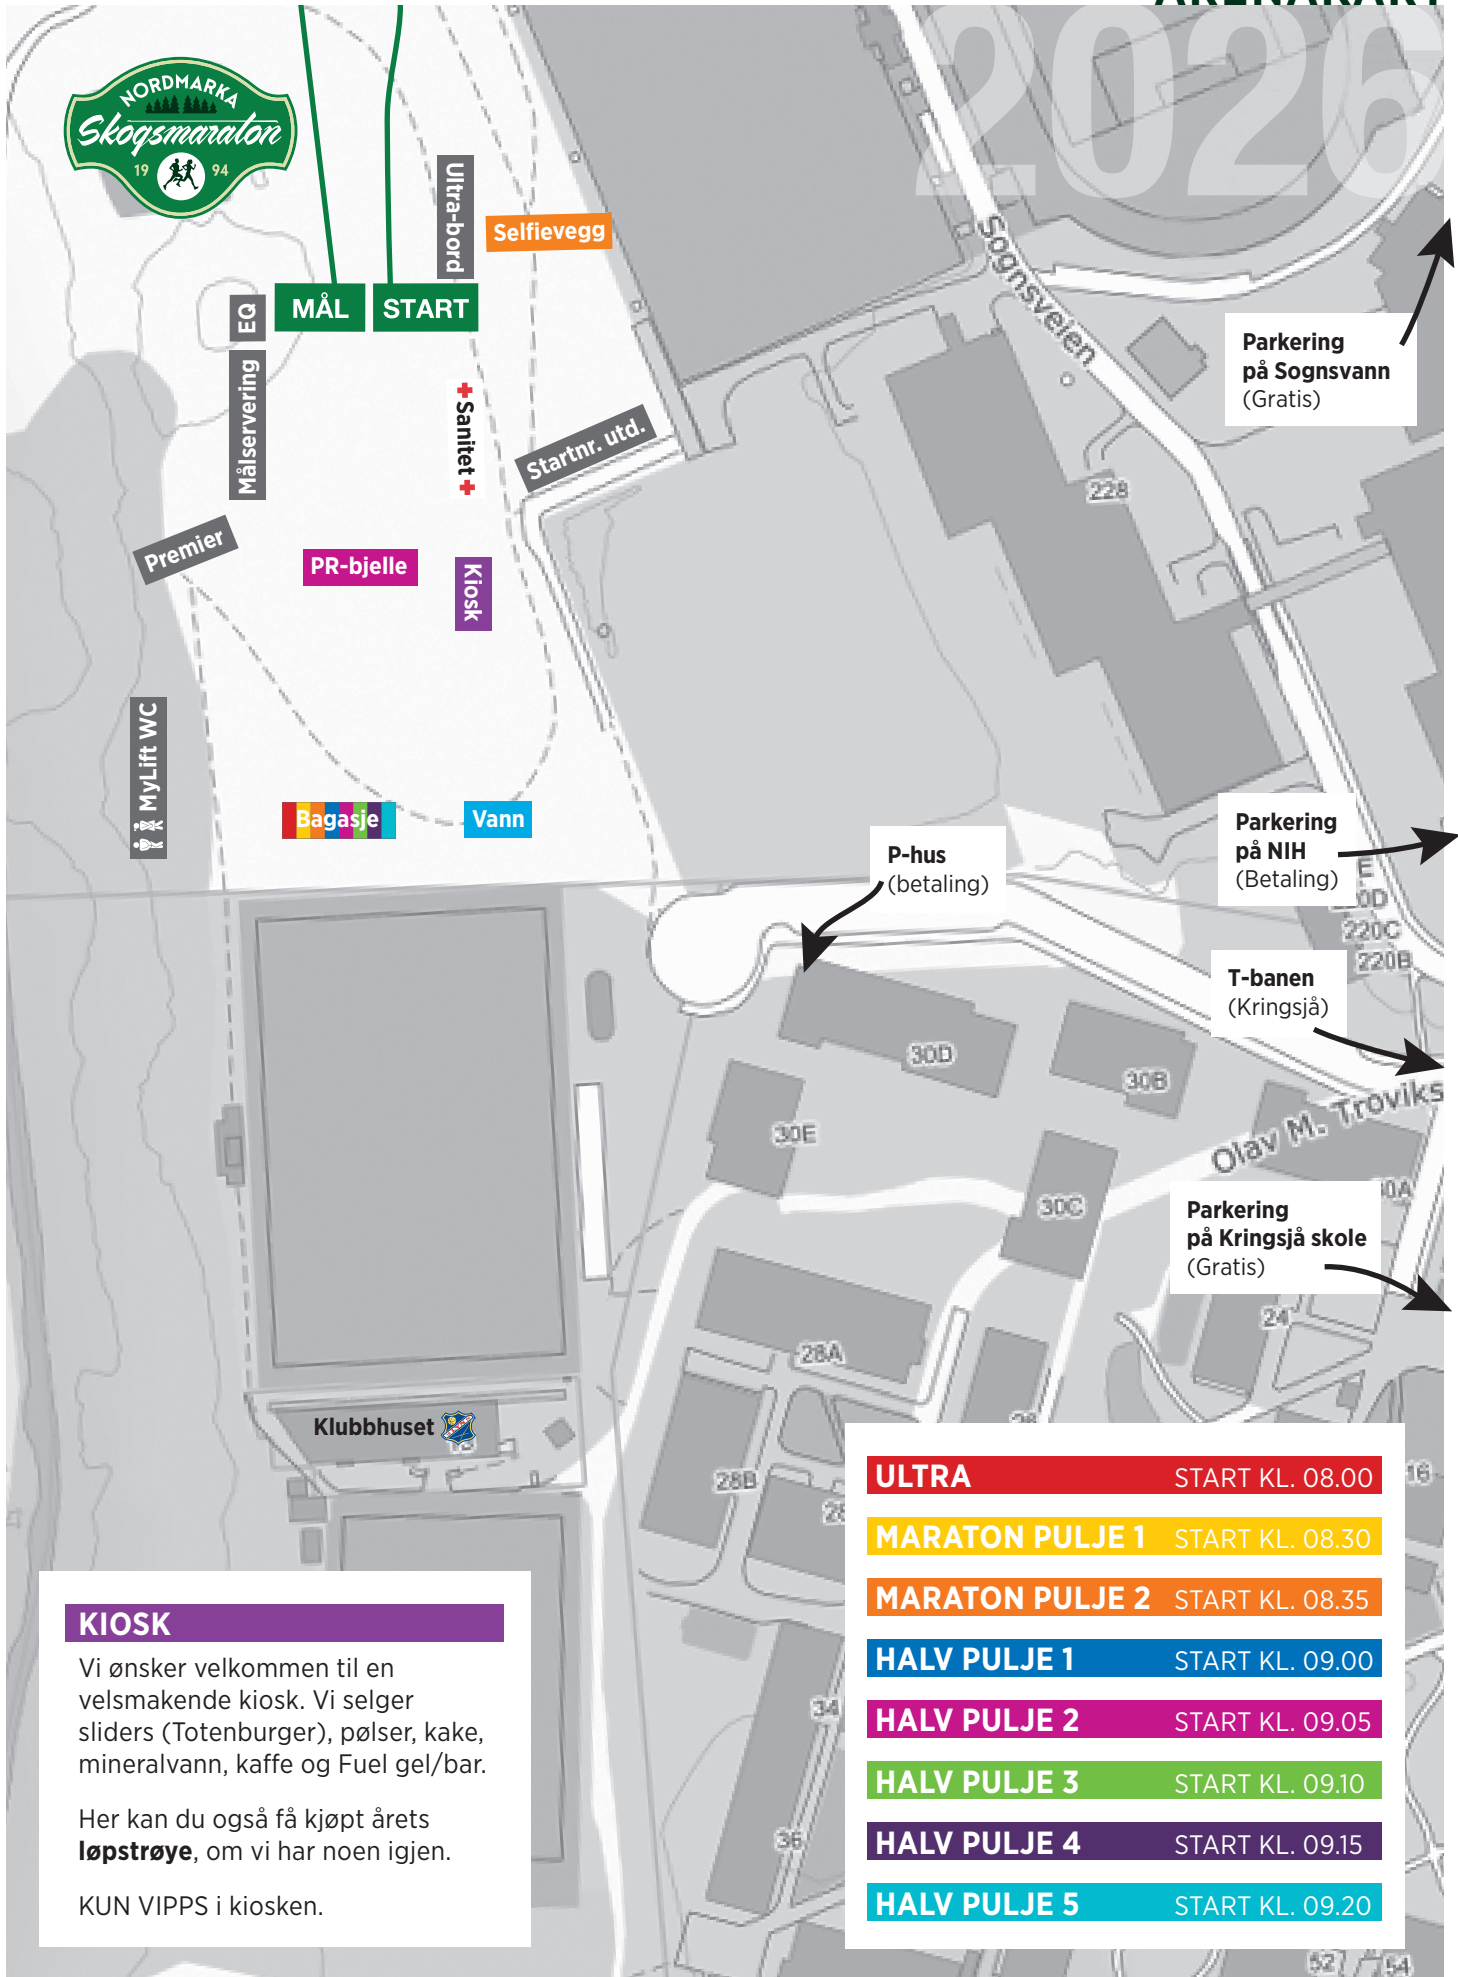 ARENAKART
2026
NORDMARKA
Skogsmaraton
19 94
Ultra-bord
Selfievegg
EQ
MÅL
START
Målservering
Sanitet
Startnr. utd.
Premier
PR-bjelle
Kiosk
MyLift WC
Bagasje
Vann
Sognsveien
228
Parkering
på Sognsvann
(Gratis)
P-hus
(betaling)
Parkering
på NIH
(Betaling)
220C
220B
T-banen
(Kringsjå)
30D
30B
30E
30C
Olav M. Troviks
30A
Parkering
på Kringsjå skole
(Gratis)
24
28A
Klubbhuset
28B
16
34
36
52
54
ULTRA START KL. 08.00
MARATON PULJE 1 START KL. 08.30
MARATON PULJE 2 START KL. 08.35
HALV PULJE 1 START KL. 09.00
HALV PULJE 2 START KL. 09.05
HALV PULJE 3 START KL. 09.10
HALV PULJE 4 START KL. 09.15
HALV PULJE 5 START KL. 09.20
KIOSK
Vi ønsker velkommen til en
velsmakende kiosk. Vi selger
sliders (Totenburger), pølser, kake,
mineralvann, kaffe og Fuel gel/bar.
Her kan du også få kjøpt årets
løpstrøye, om vi har noen igjen.
KUN VIPPS i kiosken.